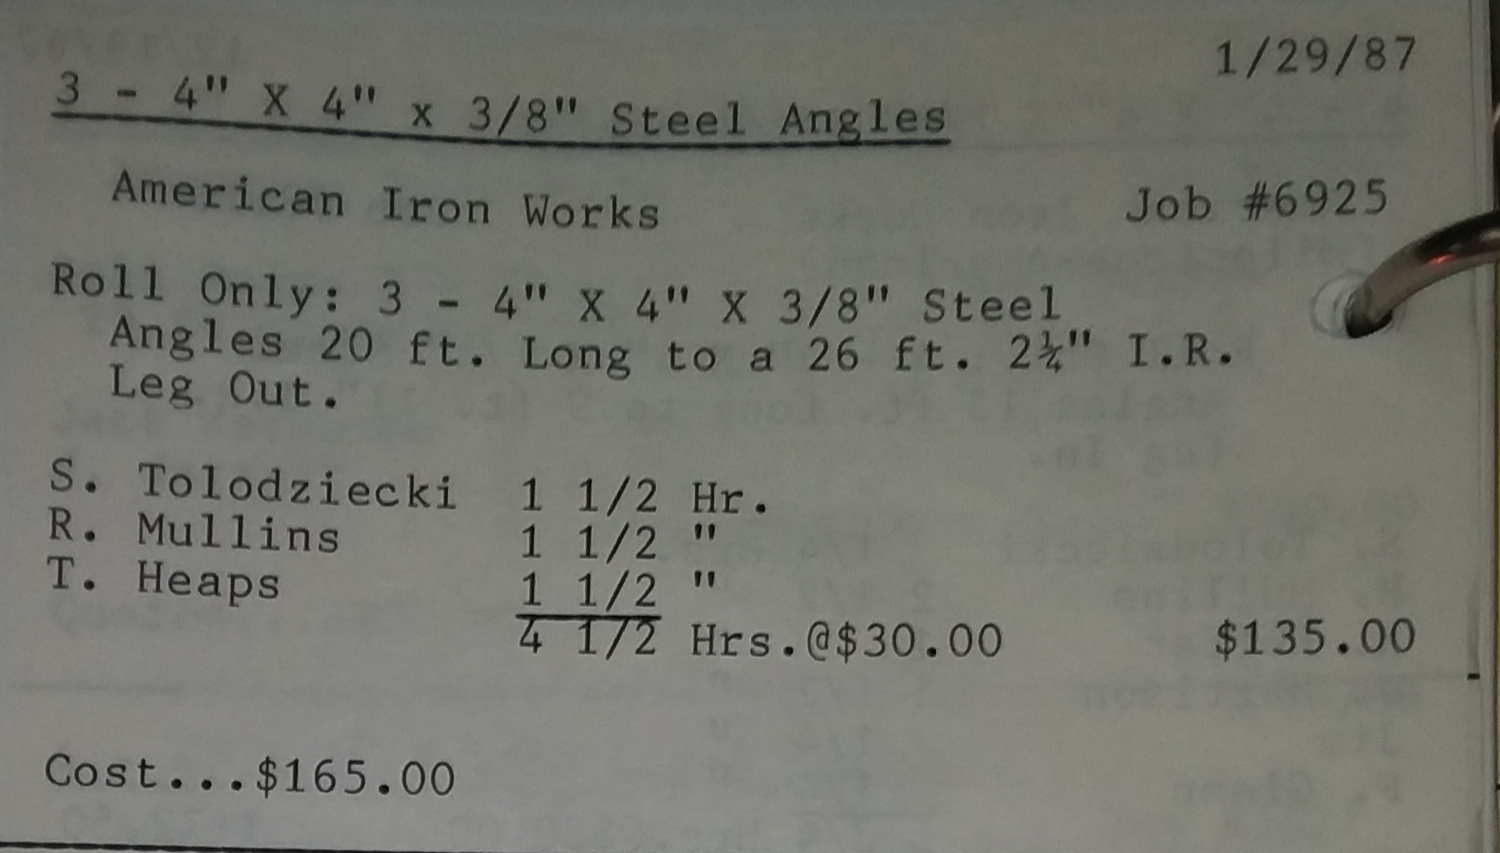 1/29/87
3 - 4" X 4" x 3/8" Steel Angles
American Iron Works Job #6925
Roll Only: 3 - 4" X 4" X 3/8" Steel
Angles 20 ft. Long to a 26 ft. 2¼" I.R.
Leg Out.
S. Tolodziecki 1 1/2 Hr.
R. Mullins 1 1/2 "
T. Heaps 1 1/2 "
4 1/2 Hrs.@$30.00 $135.00
Cost...$165.00